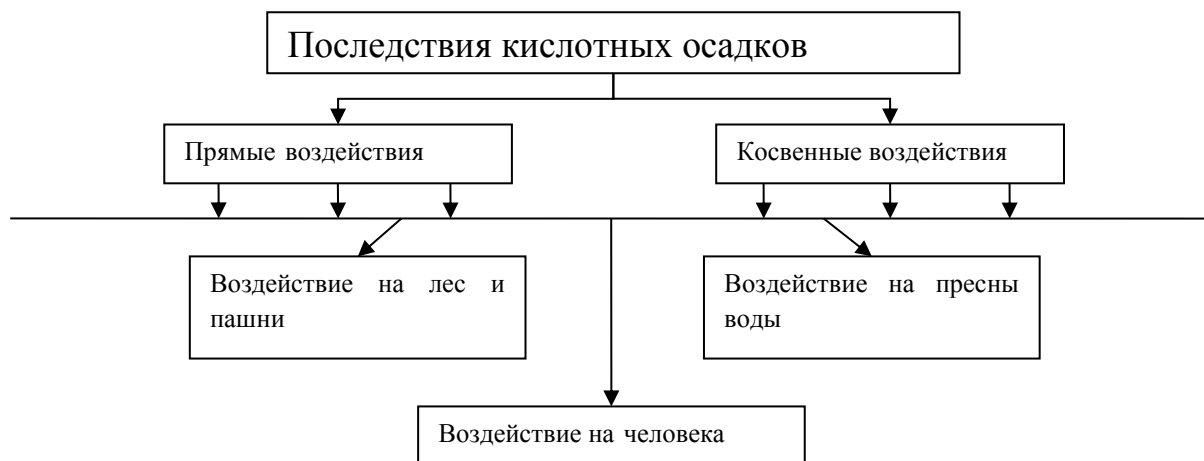 Последствия кислотных осадков
Прямые воздействия
Косвенные воздействия
Воздействие на лес и
пашни
Воздействие на пресны
воды
Воздействие на человека